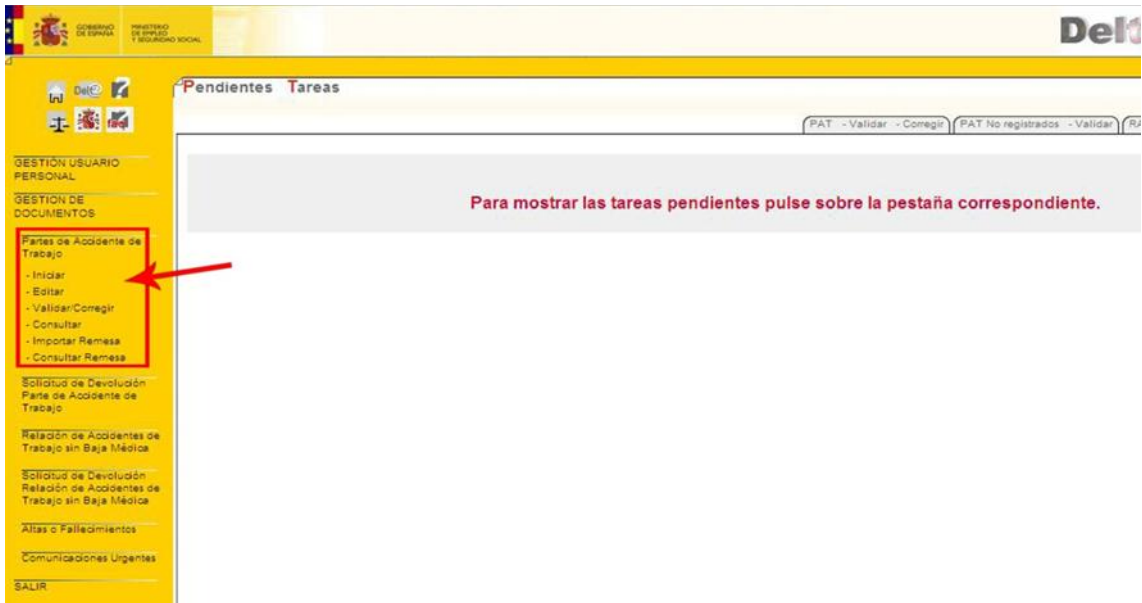 GOBIERNO
DE ESPAÑA
MINISTERIO
DE EMPLEO
Y SEGURIDAD SOCIAL
Delt
Delt@
faq!
Pendientes Tareas
PAT - Validar - Corregir
PAT No registrados - Validar
RA
GESTIÓN USUARIO
PERSONAL
GESTIÓN DE
DOCUMENTOS
Partes de Accidente de
Trabajo
- Iniciar
- Editar
- Validar/Corregir
- Consultar
- Importar Remesa
- Consultar Remesa
Solicitud de Devolución
Parte de Accidente de
Trabajo
Relación de Accidentes de
Trabajo sin Baja Médica
Solicitud de Devolución
Relación de Accidentes de
Trabajo sin Baja Médica
Altas o Fallecimientos
Comunicaciones Urgentes
SALIR
Para mostrar las tareas pendientes pulse sobre la pestaña correspondiente.